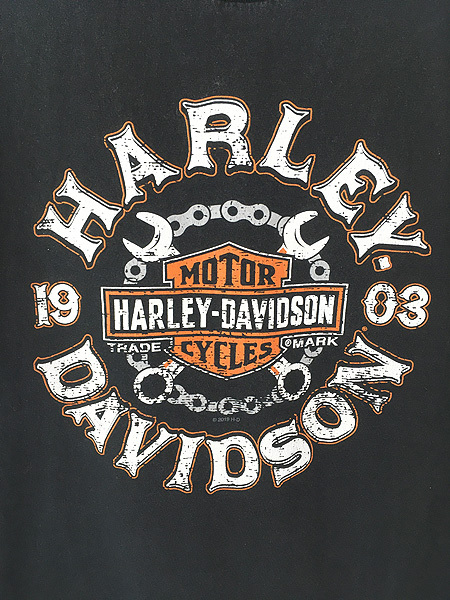 HARLEY-
19 03
MOTOR
HARLEY-DAVIDSON
TRADE ®MARK
CYCLES
DAVIDSON